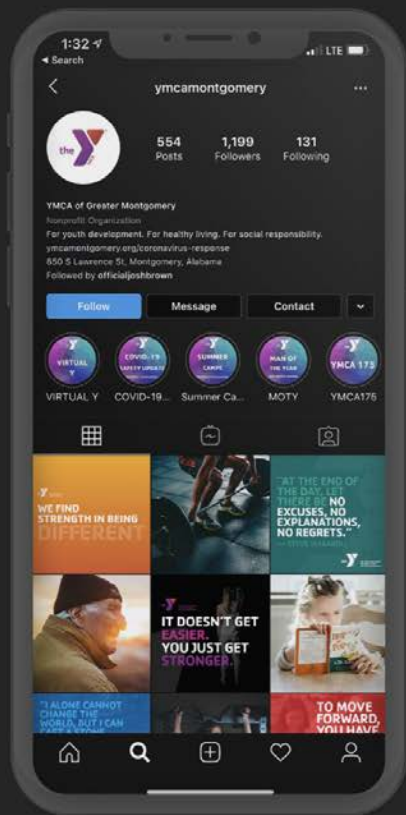 1:32
LTE
Search
ymcamontgomery
the Y
554 1,199 131
Posts Followers Following
YMCA of Greater Montgomery
Nonprofit Organization
For youth development. For healthy living. For social responsibility.
ymcamontgomery.org/coronavirus-response
850 S Lawrence St, Montgomery, Alabama
Followed by officialjoshbrown
Follow Message Contact
VIRTUAL
Y
COVID-19
SAFETY UPDATE
SUMMER
CAMPS
MAN OF
THE YEAR
YMCA 175
VIRTUAL Y COVID-19... Summer Ca... MOTY YMCA175
WE FIND
STRENGTH IN BEING
DIFFERENT
"AT THE END OF
THE DAY, LET
THERE BE NO
EXCUSES, NO
EXPLANATIONS,
NO REGRETS."
IT DOESN'T GET
EASIER.
YOU JUST GET
STRONGER.
"I ALONE CANNOT
CHANGE THE
WORLD, BUT I CAN
CAST A STONE
TO MOVE
FORWARD,
YOU HAVE